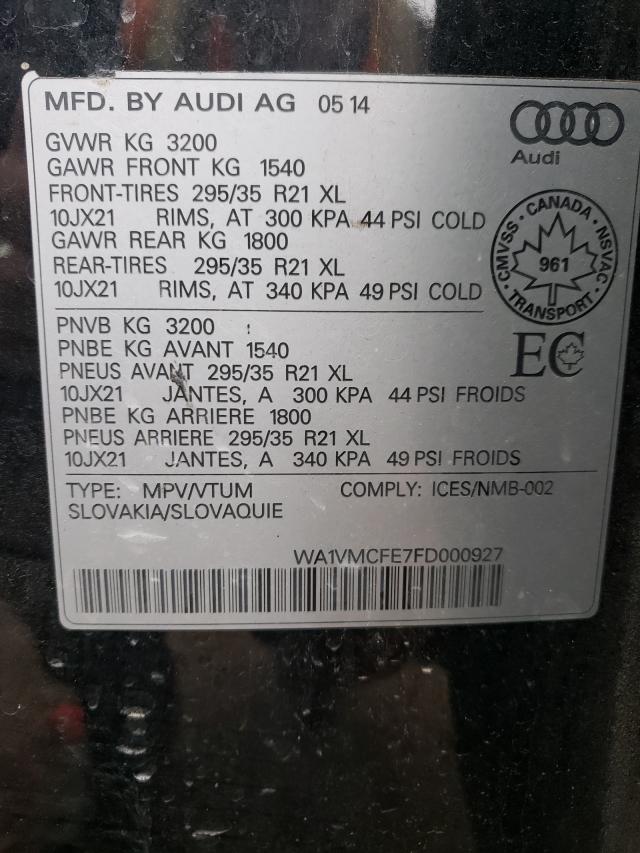 MFD. BY AUDI AG 05 14
Audi
GVWR KG 3200
GAWR FRONT KG 1540
FRONT-TIRES 295/35 R21 XL
10JX21 RIMS, AT 300 KPA 44 PSI COLD
GAWR REAR KG 1800
REAR-TIRES 295/35 R21 XL
10JX21 RIMS, AT 340 KPA 49 PSI COLD
CANADA · NSVAC · TRANSPORT · CMVSS ·
961
EC
PNVB KG 3200
PNBE KG AVANT 1540
PNEUS AVANT 295/35 R21 XL
10JX21 JANTES, A 300 KPA 44 PSI FROIDS
PNBE KG ARRIERE 1800
PNEUS ARRIERE 295/35 R21 XL
10JX21 JANTES, A 340 KPA 49 PSI FROIDS
TYPE: MPV/VTUM COMPLY: ICES/NMB-002
SLOVAKIA/SLOVAQUIE
WA1VMCFE7FD000927